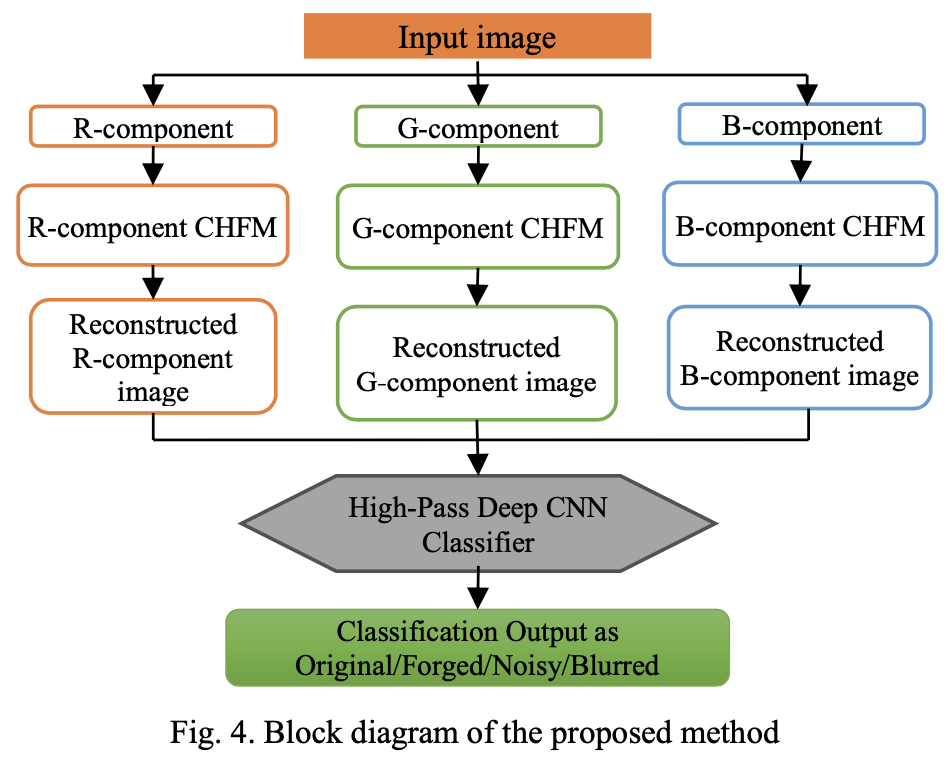 Input image
R-component
G-component
B-component
R-component CHFM
G-component CHFM
B-component CHFM
Reconstructed
R-component
image
Reconstructed
G-component image
Reconstructed
B-component image
High-Pass Deep CNN
Classifier
Classification Output as
Original/Forged/Noisy/Blurred
Fig. 4. Block diagram of the proposed method